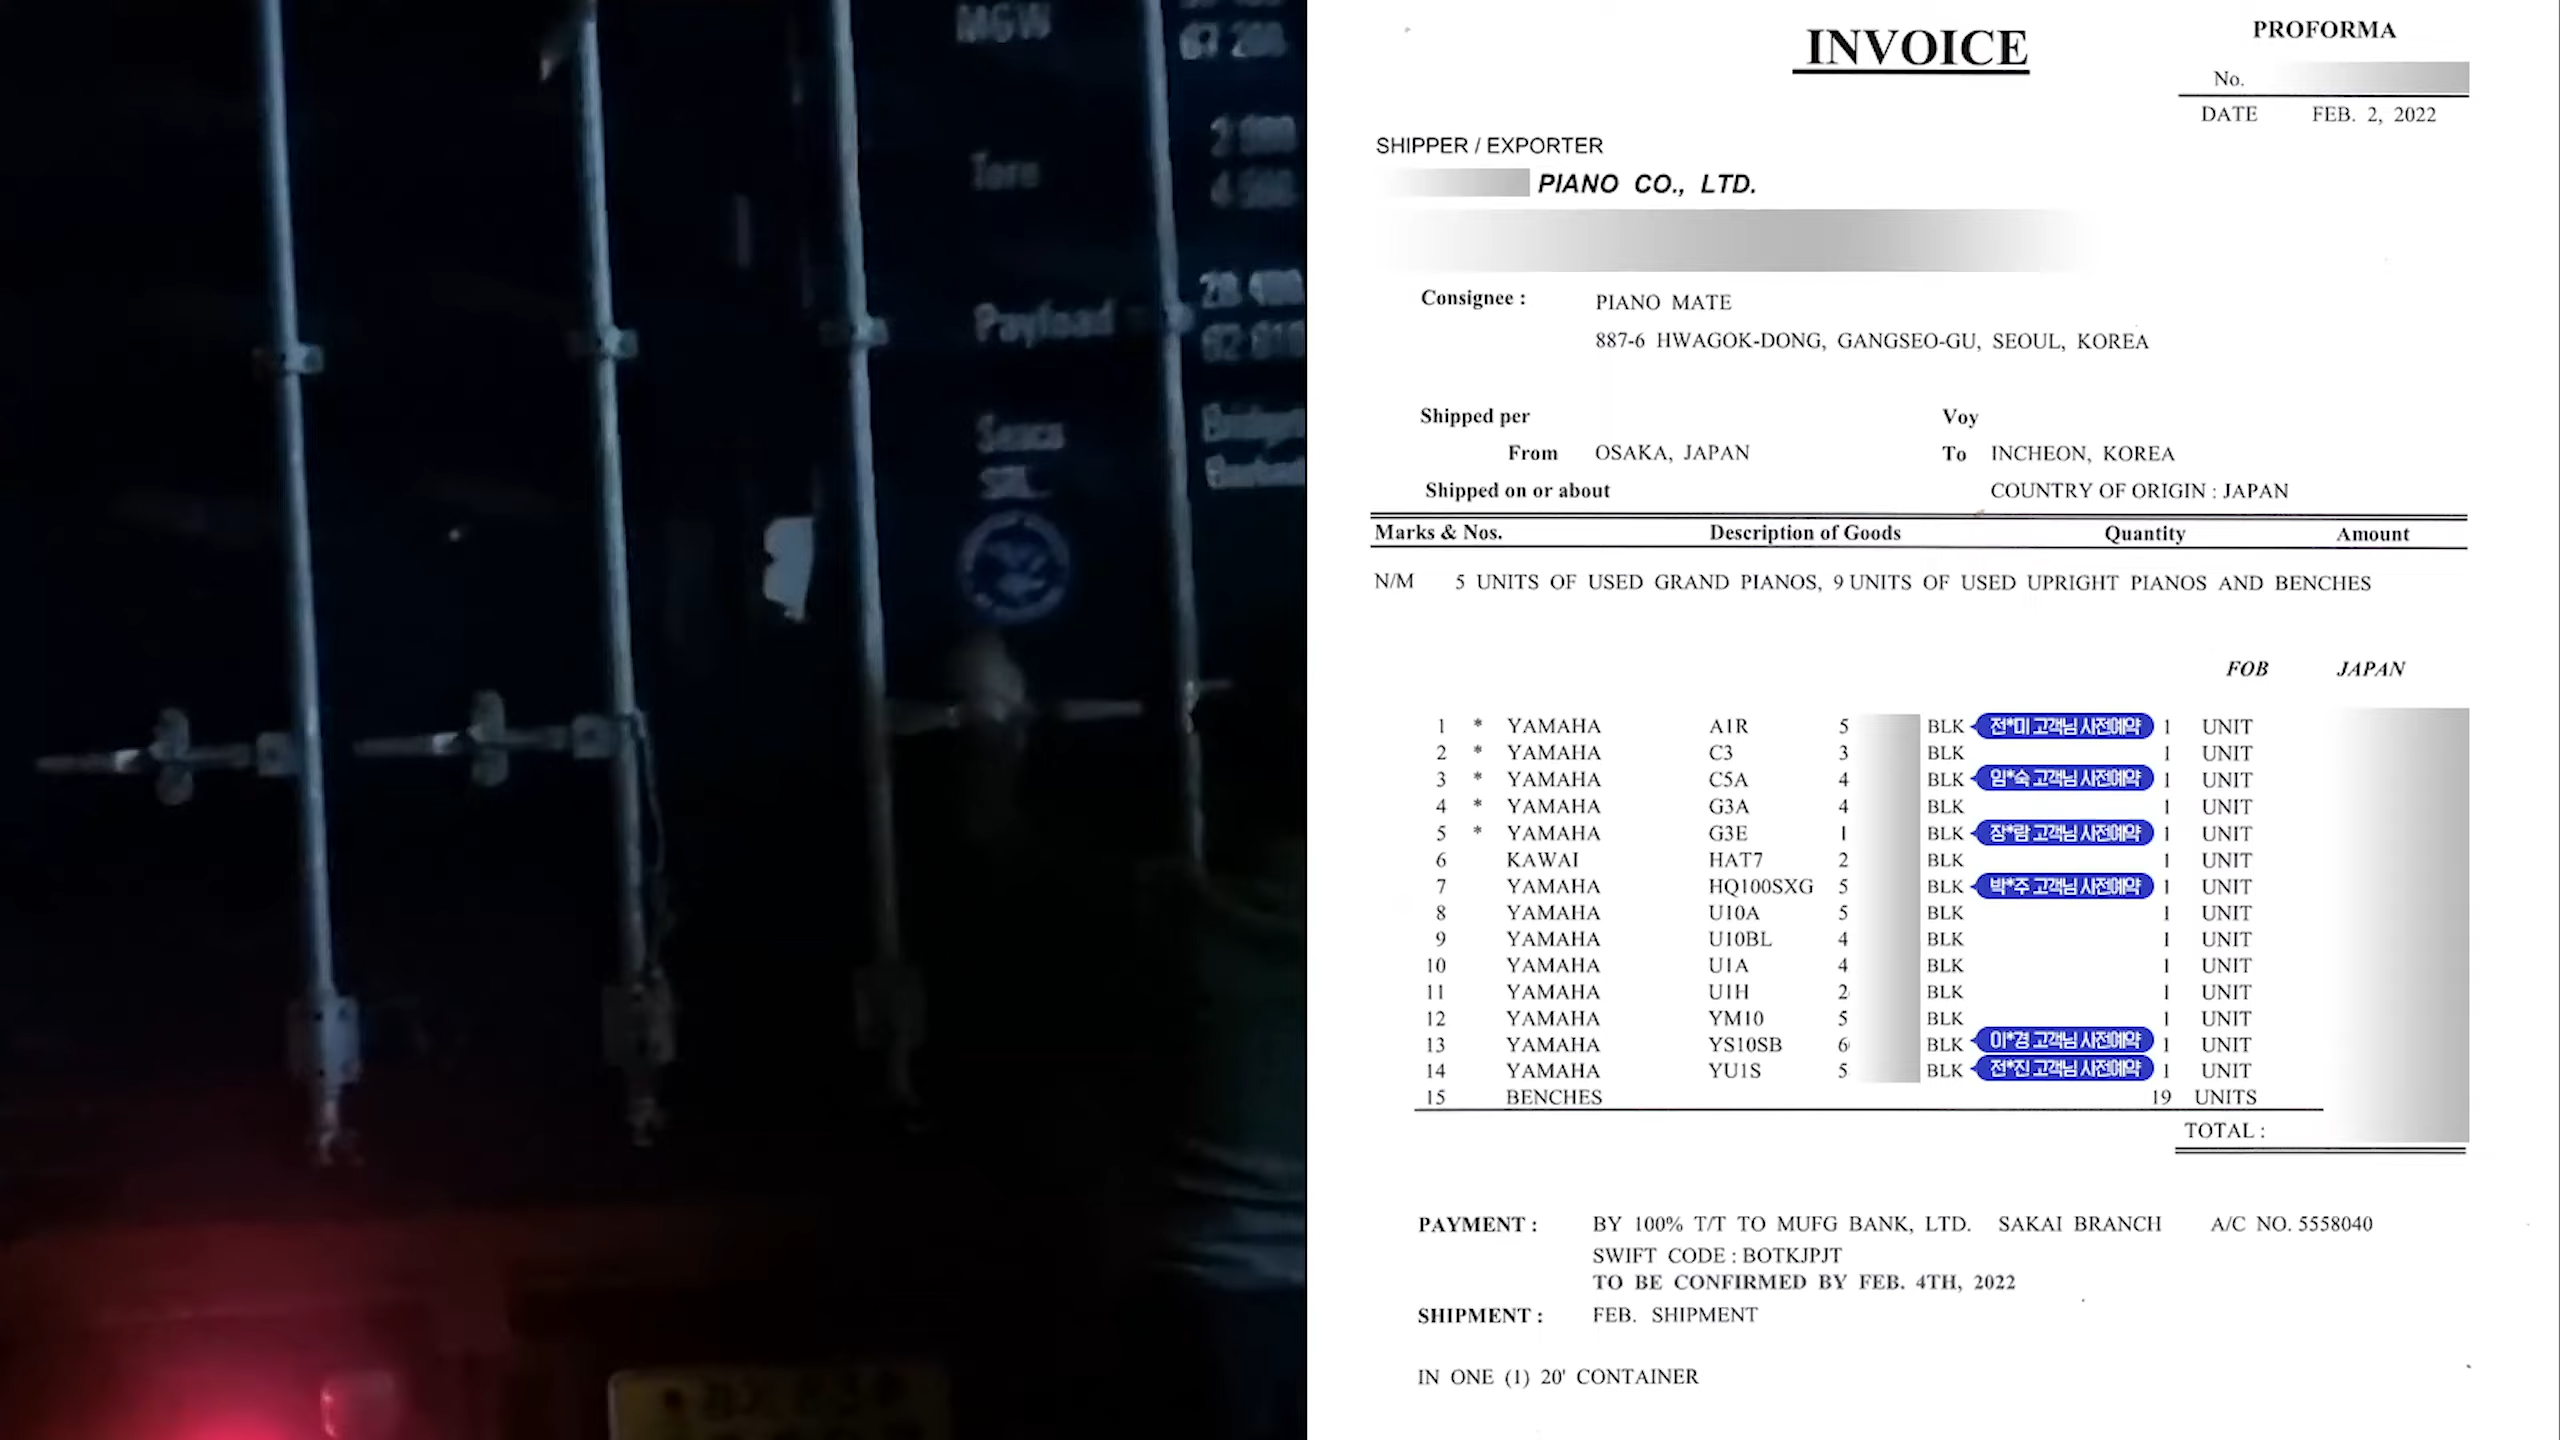 MGW
67 200
Tare
Payload
INVOICE
PROFORMA
No.
DATE FEB. 2, 2022
SHIPPER / EXPORTER
PIANO CO., LTD.
Consignee : PIANO MATE
887-6 HWAGOK-DONG, GANGSEO-GU, SEOUL, KOREA
Shipped per Voy
From OSAKA, JAPAN To INCHEON, KOREA
Shipped on or about COUNTRY OF ORIGIN : JAPAN
Marks & Nos. Description of Goods Quantity Amount
N/M 5 UNITS OF USED GRAND PIANOS, 9 UNITS OF USED UPRIGHT PIANOS AND BENCHES
FOB JAPAN
1 * YAMAHA A1R 5 BLK 전*미 고객님 사전예약 1 UNIT
2 * YAMAHA C3 3 BLK 1 UNIT
3 * YAMAHA C5A 4 BLK 임*숙 고객님 사전예약 1 UNIT
4 * YAMAHA G3A 4 BLK 1 UNIT
5 * YAMAHA G3E 1 BLK 장*람 고객님 사전예약 1 UNIT
6 KAWAI HAT7 2 BLK 1 UNIT
7 YAMAHA HQ100SXG 5 BLK 박*주 고객님 사전예약 1 UNIT
8 YAMAHA U10A 5 BLK 1 UNIT
9 YAMAHA U10BL 4 BLK 1 UNIT
10 YAMAHA U1A 4 BLK 1 UNIT
11 YAMAHA U1H 2 BLK 1 UNIT
12 YAMAHA YM10 5 BLK 1 UNIT
13 YAMAHA YS10SB 6 BLK 이*경 고객님 사전예약 1 UNIT
14 YAMAHA YU1S 5 BLK 전*진 고객님 사전예약 1 UNIT
15 BENCHES 19 UNITS
TOTAL :
PAYMENT : BY 100% T/T TO MUFG BANK, LTD. SAKAI BRANCH A/C NO. 5558040
SWIFT CODE : BOTKJPJT
TO BE CONFIRMED BY FEB. 4TH, 2022
SHIPMENT : FEB. SHIPMENT
IN ONE (1) 20' CONTAINER